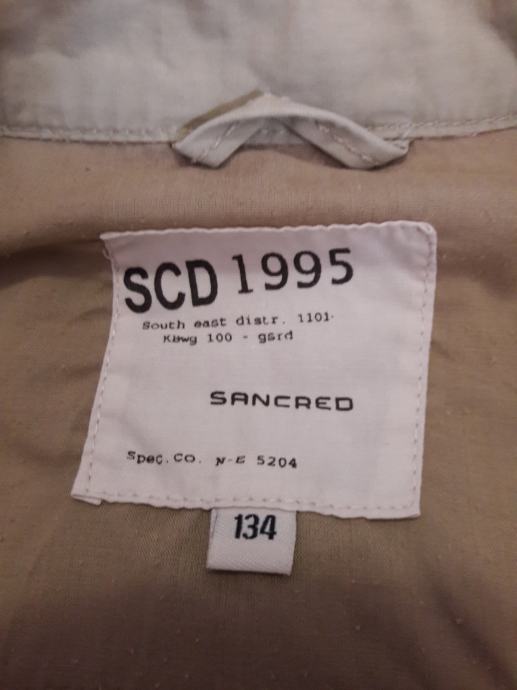 SCD 1995
South east distr. 1101.
Kbwg 100 - gsrd
SANCRED
Spec.CO. N-E 5204
134